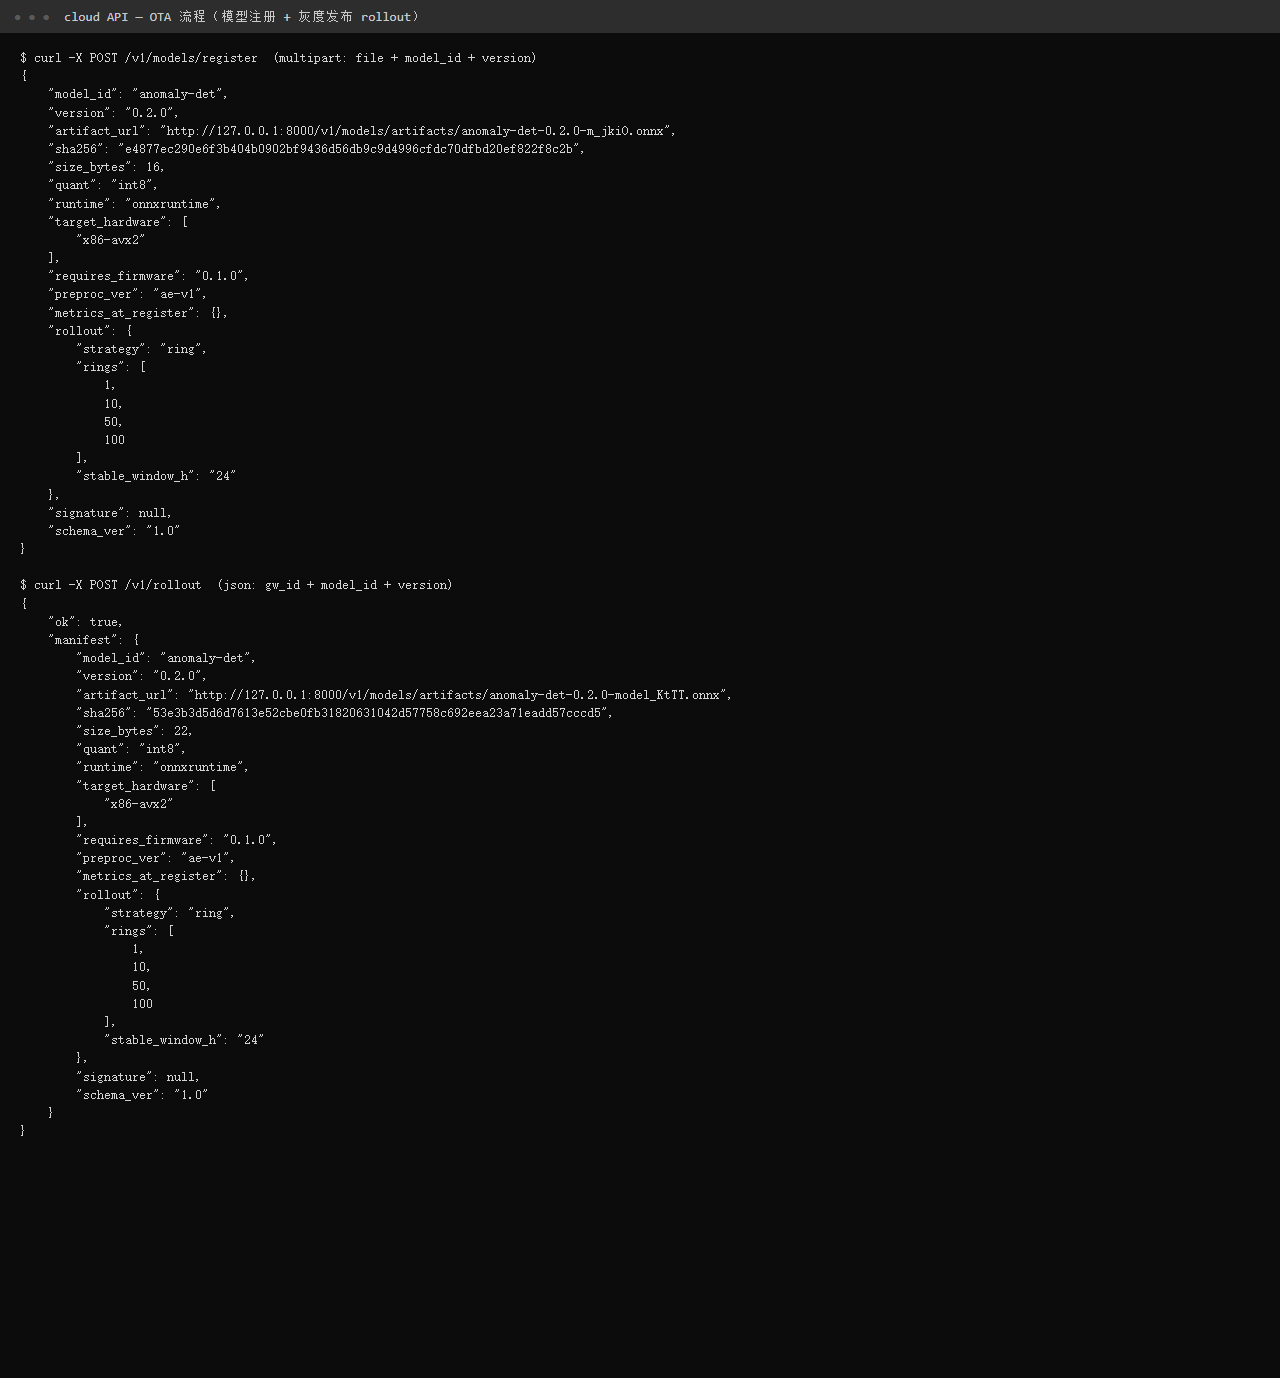 cloud API — OTA 流程（模型注册 + 灰度发布 rollout）
$ curl -X POST /v1/models/register  (multipart: file + model_id + version)
{
    "model_id": "anomaly-det",
    "version": "0.2.0",
    "artifact_url": "http://127.0.0.1:8000/v1/models/artifacts/anomaly-det-0.2.0-m_jki0.onnx",
    "sha256": "e4877ec290e6f3b404b0902bf9436d56db9c9d4996cfdc70dfbd20ef822f8c2b",
    "size_bytes": 16,
    "quant": "int8",
    "runtime": "onnxruntime",
    "target_hardware": [
        "x86-avx2"
    ],
    "requires_firmware": "0.1.0",
    "preproc_ver": "ae-v1",
    "metrics_at_register": {},
    "rollout": {
        "strategy": "ring",
        "rings": [
            1,
            10,
            50,
            100
        ],
        "stable_window_h": "24"
    },
    "signature": null,
    "schema_ver": "1.0"
}
$ curl -X POST /v1/rollout  (json: gw_id + model_id + version)
{
    "ok": true,
    "manifest": {
        "model_id": "anomaly-det",
        "version": "0.2.0",
        "artifact_url": "http://127.0.0.1:8000/v1/models/artifacts/anomaly-det-0.2.0-model_KtTT.onnx",
        "sha256": "53e3b3d5d6d7613e52cbe0fb31820631042d57758c692eea23a71eadd57cccd5",
        "size_bytes": 22,
        "quant": "int8",
        "runtime": "onnxruntime",
        "target_hardware": [
            "x86-avx2"
        ],
        "requires_firmware": "0.1.0",
        "preproc_ver": "ae-v1",
        "metrics_at_register": {},
        "rollout": {
            "strategy": "ring",
            "rings": [
                1,
                10,
                50,
                100
            ],
            "stable_window_h": "24"
        },
        "signature": null,
        "schema_ver": "1.0"
    }
}